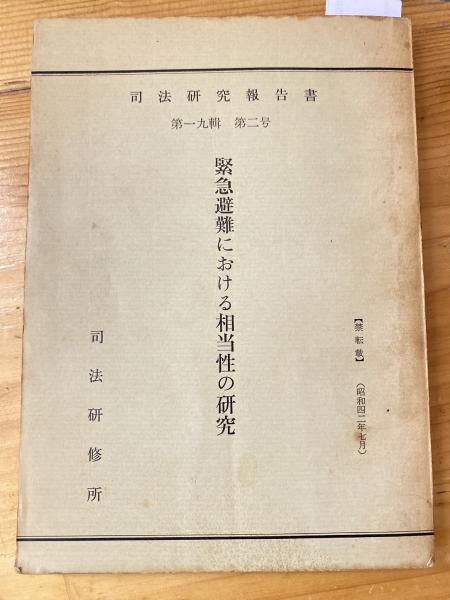 司法研究報告書
第一九輯 第二号
緊急避難における相当性の研究
【禁転載】 (昭和四二年七月)
司法研修所